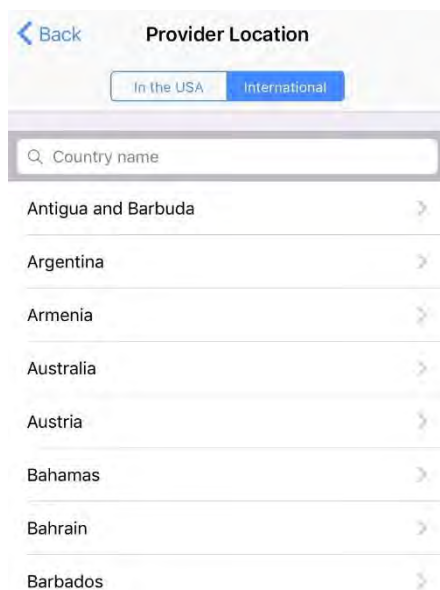 Back Provider Location
In the USA International
Country name
Antigua and Barbuda
Argentina
Armenia
Australia
Austria
Bahamas
Bahrain
Barbados